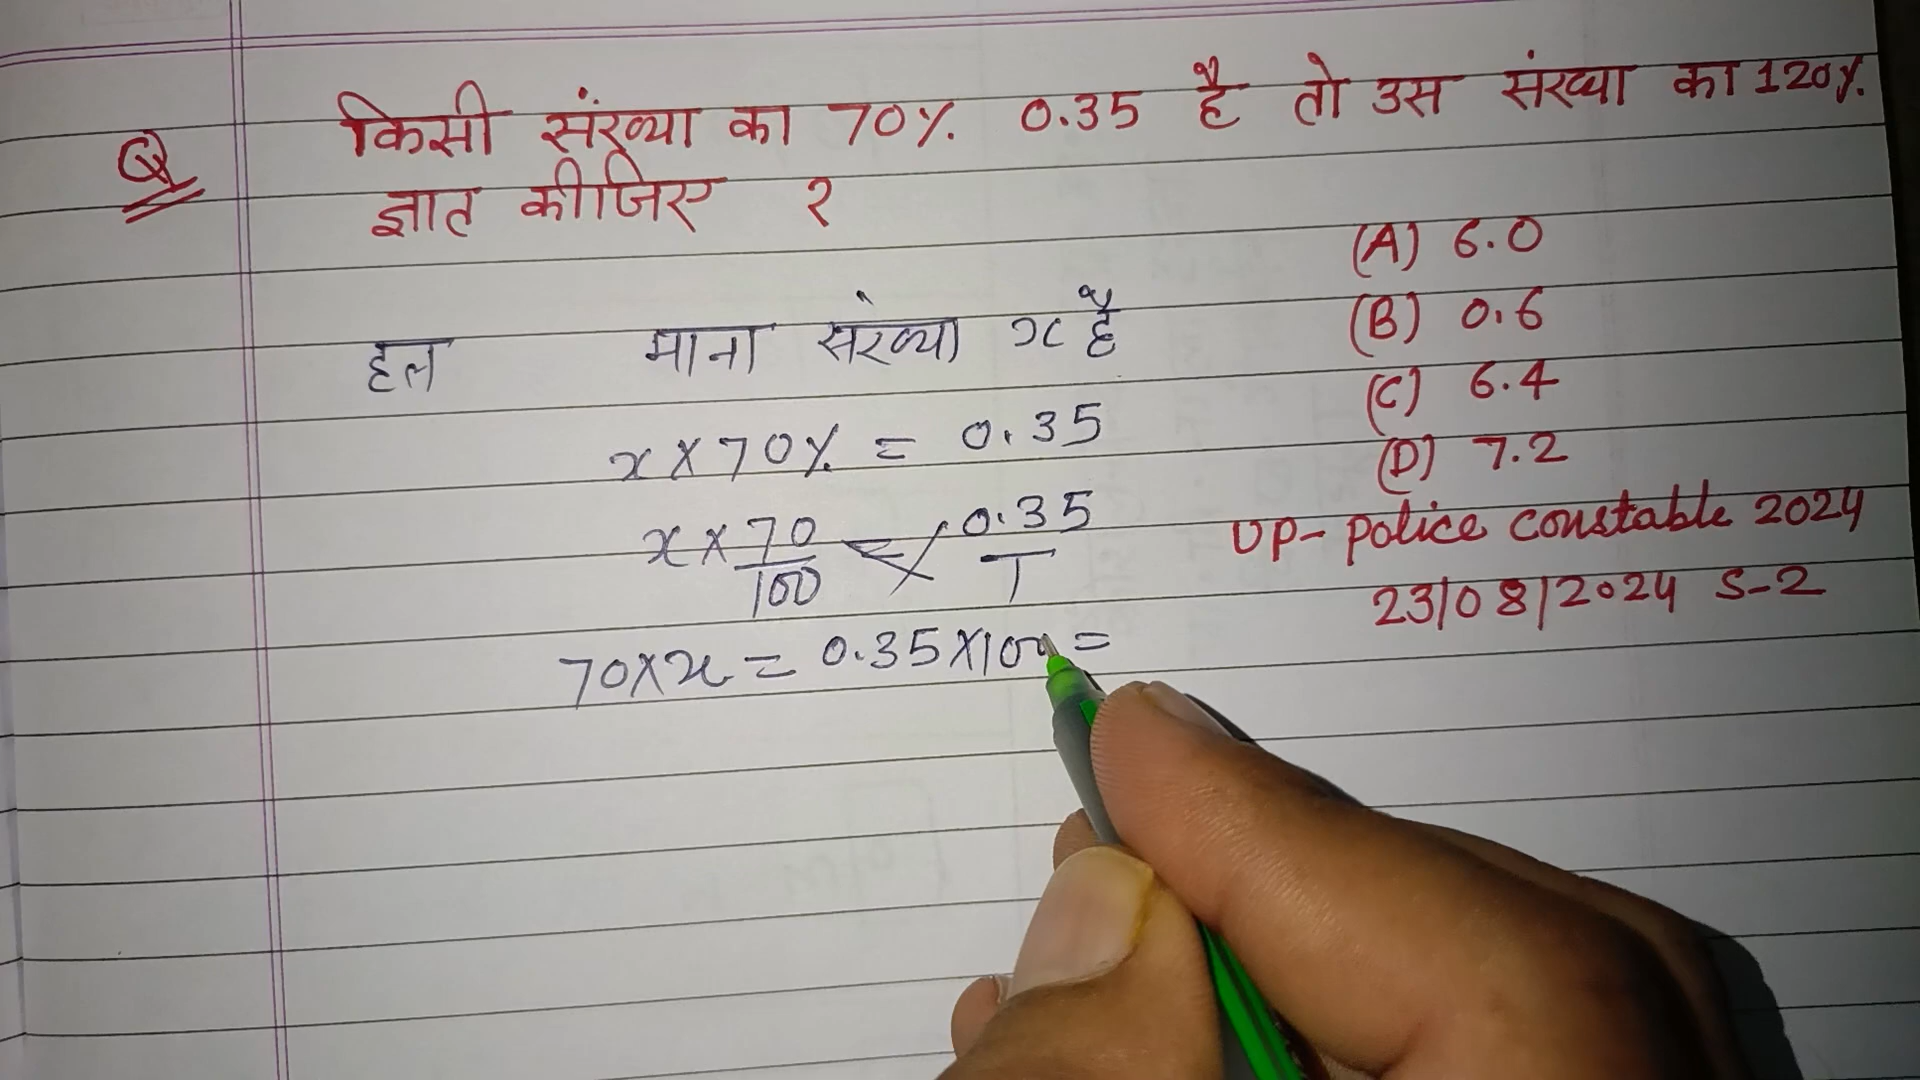 Q किसी संख्या का 70% 0.35 है तो उस संख्या का 120%
ज्ञात कीजिए ?
(A) 6.0
(B) 0.6
(C) 6.4
(D) 7.2
UP- Police Constable 2024
23/08/2024 S-2
हल माना संख्या x है
x × 70% = 0.35
x × 70/100 = 0.35/1
70 × x = 0.35 × 100 =